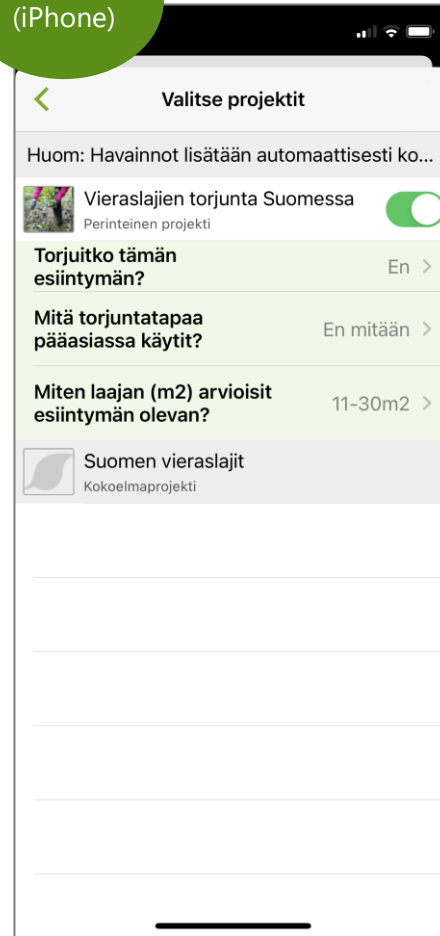 (iPhone)
Valitse projektit
Huom: Havainnot lisätään automaattisesti ko...
Vieraslajien torjunta Suomessa
Perinteinen projekti
Torjuitko tämän
esiintymän?
En
Mitä torjuntatapaa
pääasiassa käytit?
En mitään
Miten laajan (m2) arvioisit
esiintymän olevan?
11-30m2
Suomen vieraslajit
Kokoelmaprojekti